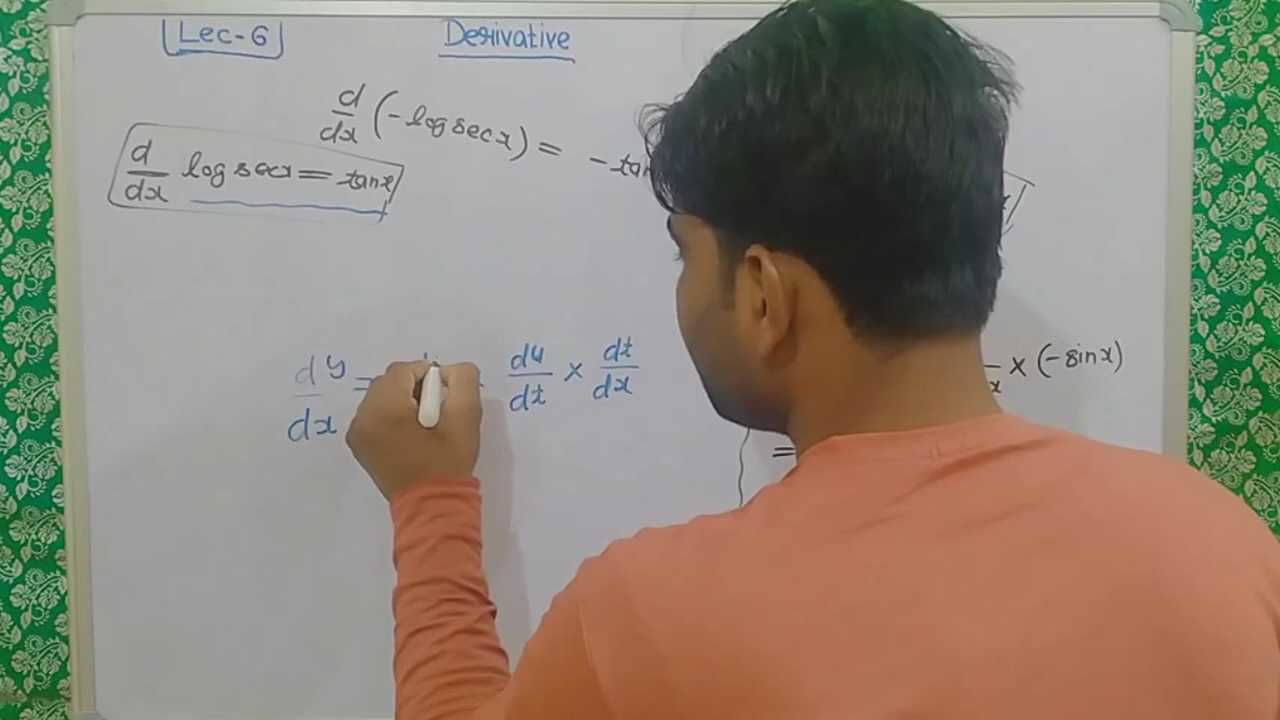 Lec-6
Derivative
d/dx (-log secx) = -tan
d/dx log secx = tanx
dy/dx = du/dt × dt/dx
x × (-sinx)
=